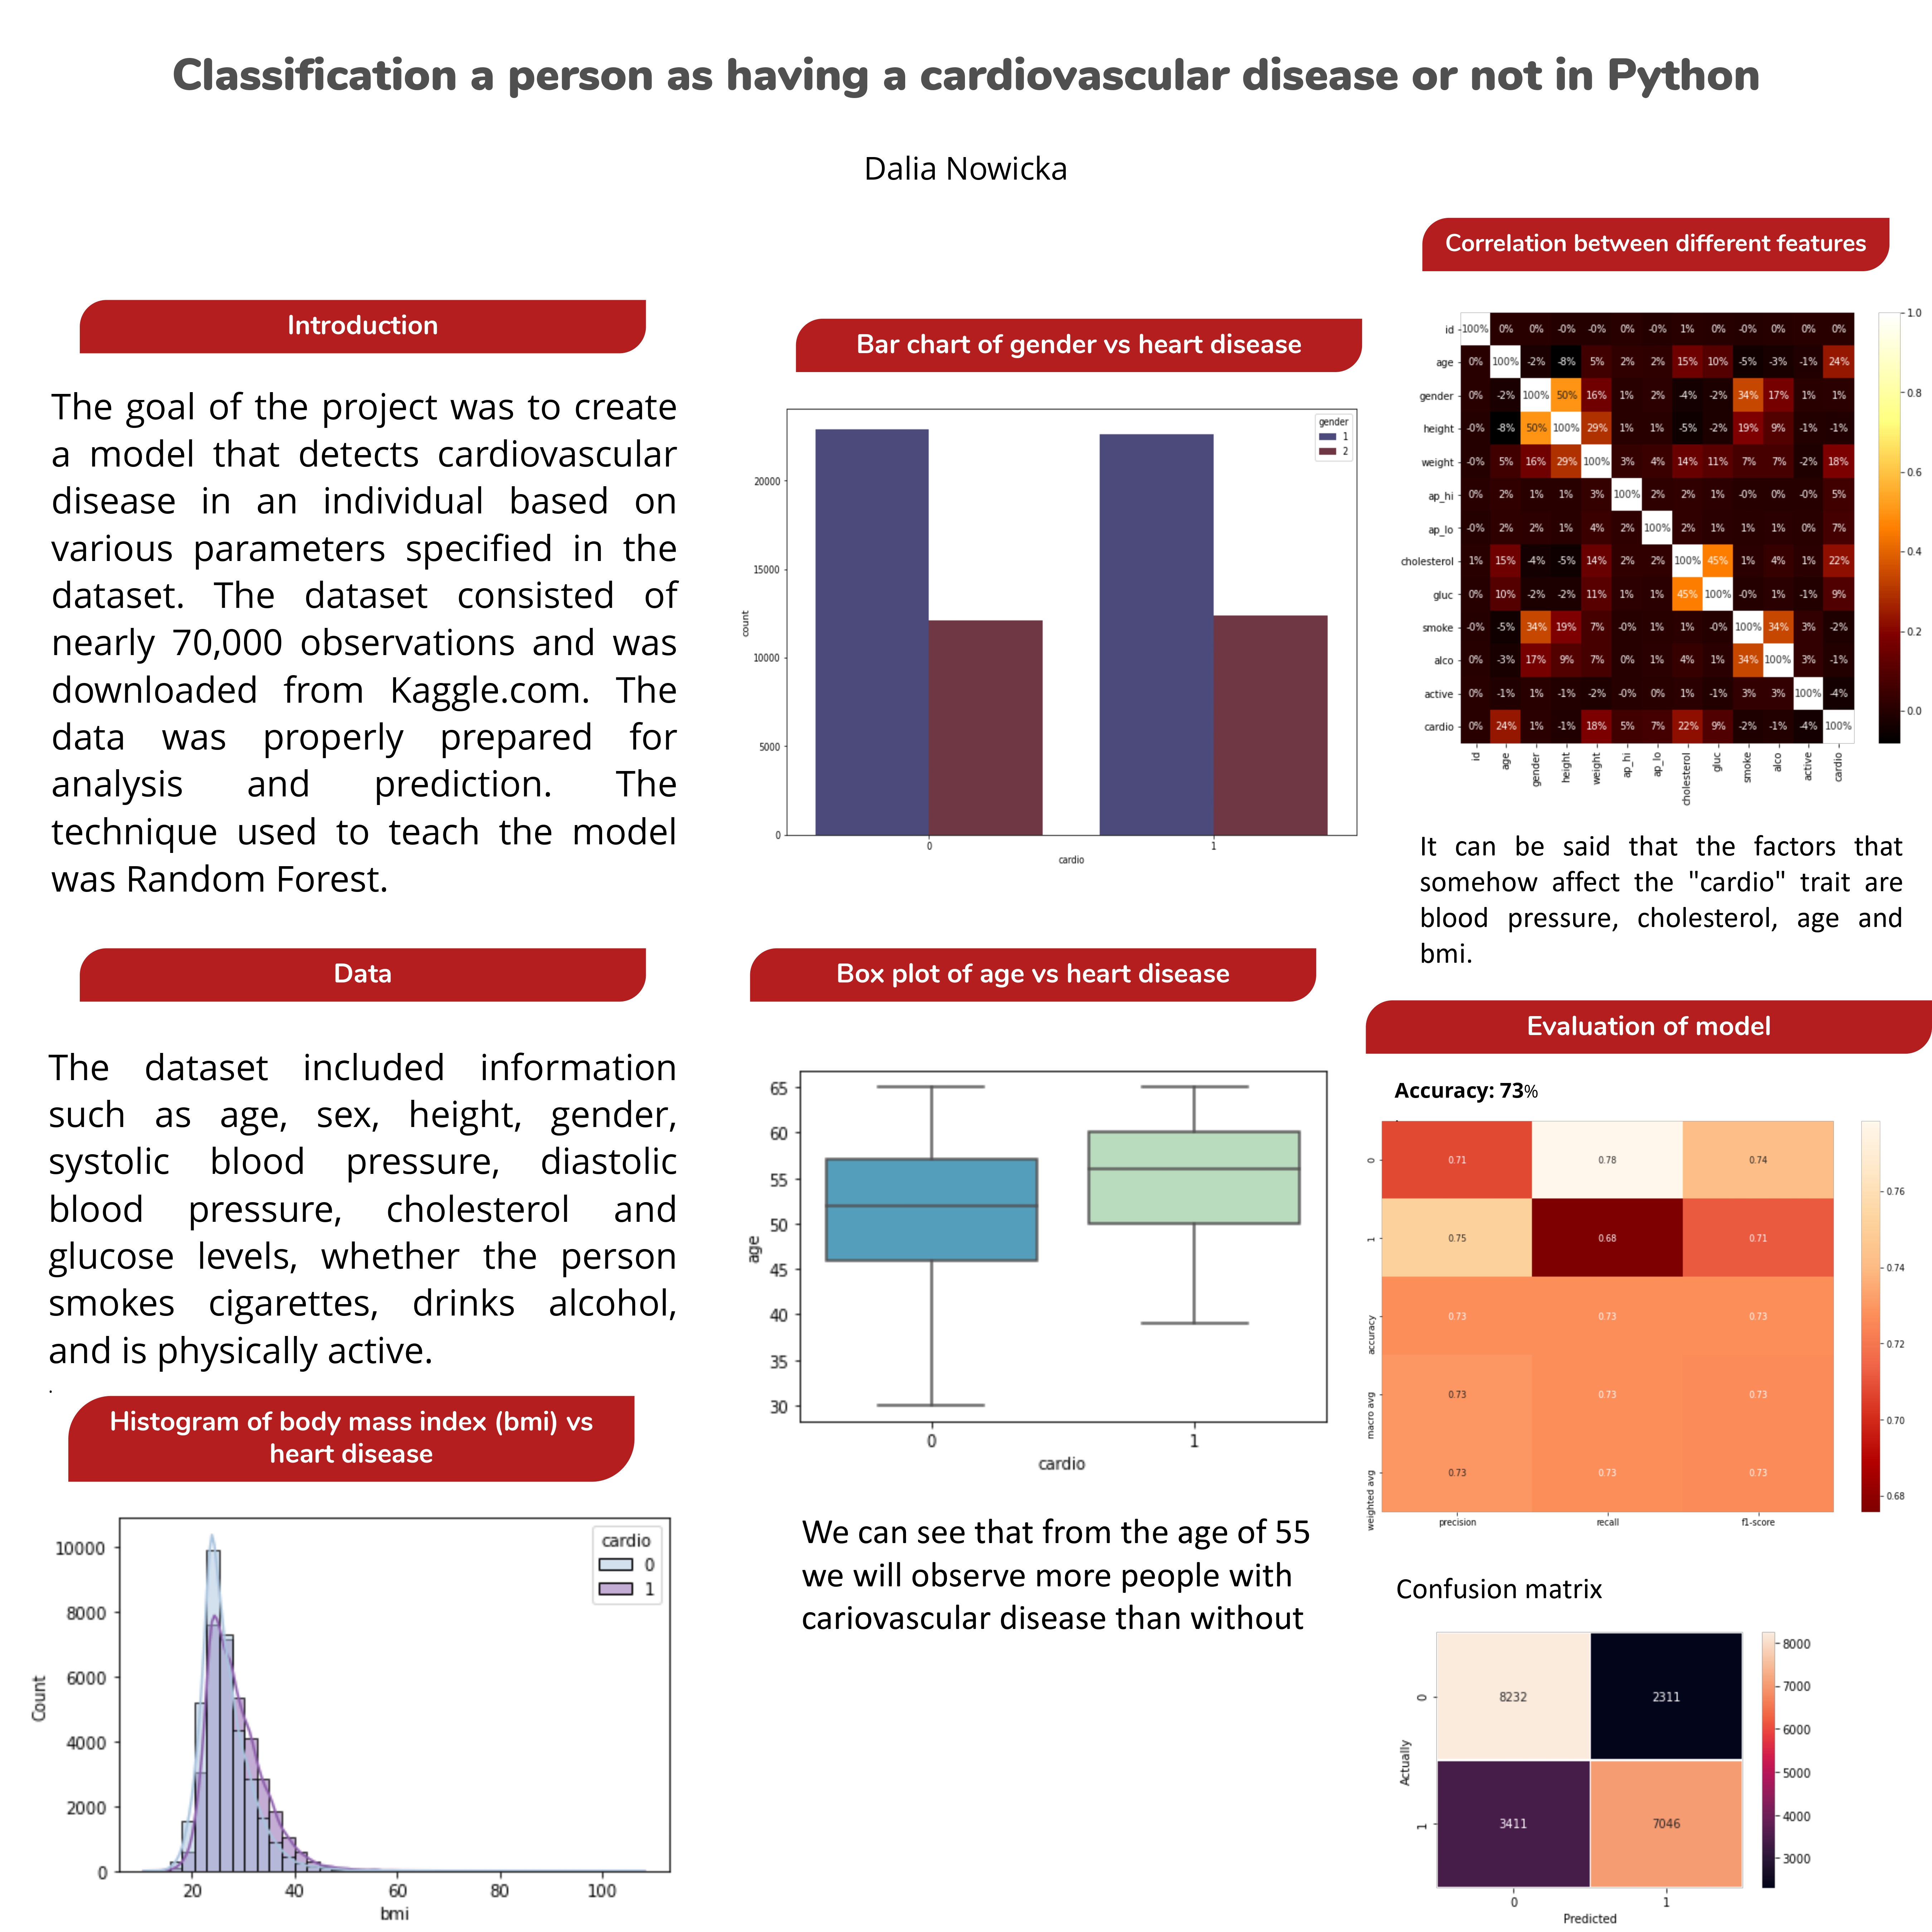 Classification a person as having a cardiovascular disease or not in Python
Dalia Nowicka
Introduction
The goal of the project was to create
a model that detects cardiovascular
disease in an individual based on
various parameters specified in the
dataset. The dataset consisted of
nearly 70,000 observations and was
downloaded from Kaggle.com. The
data was properly prepared for
analysis and prediction. The
technique used to teach the model
was Random Forest.
Data
The dataset included information
such as age, sex, height, gender,
systolic blood pressure, diastolic
blood pressure, cholesterol and
glucose levels, whether the person
smokes cigarettes, drinks alcohol,
and is physically active.
.
Histogram of body mass index (bmi) vs
heart disease
cardio
0
1
10000
8000
6000
4000
2000
0
Count
20 40 60 80 100
bmi
Bar chart of gender vs heart disease
gender
1
2
20000
15000
10000
5000
0
count
0 1
cardio
Box plot of age vs heart disease
65
60
55
50
45
40
35
30
age
0 1
cardio
We can see that from the age of 55
we will observe more people with
cariovascular disease than without
Correlation between different features
id 100% 0% 0% -0% -0% 0% -0% 1% 0% -0% 0% 0% 0%
age 0% 100% -2% -8% 5% 2% 2% 15% 10% -5% -3% -1% 24%
gender 0% -2% 100% 50% 16% 1% 2% -4% -2% 34% 17% 1% 1%
height -0% -8% 50% 100% 29% 1% 1% -5% -2% 19% 9% -1% -1%
weight -0% 5% 16% 29% 100% 3% 4% 14% 11% 7% 7% -2% 18%
ap_hi 0% 2% 1% 1% 3% 100% 2% 2% 1% -0% 0% -0% 5%
ap_lo -0% 2% 2% 1% 4% 2% 100% 2% 1% 1% 1% 0% 7%
cholesterol 1% 15% -4% -5% 14% 2% 2% 100% 45% 1% 4% 1% 22%
gluc 0% 10% -2% -2% 11% 1% 1% 45% 100% -0% 1% -1% 9%
smoke -0% -5% 34% 19% 7% -0% 1% 1% -0% 100% 34% 3% -2%
alco 0% -3% 17% 9% 7% 0% 1% 4% 1% 34% 100% 3% -1%
active 0% -1% 1% -1% -2% -0% 0% 1% -1% 3% 3% 100% -4%
cardio 0% 24% 1% -1% 18% 5% 7% 22% 9% -2% -1% -4% 100%
id age gender height weight ap_hi ap_lo cholesterol gluc smoke alco active cardio
1.0
0.8
0.6
0.4
0.2
0.0
It can be said that the factors that
somehow affect the "cardio" trait are
blood pressure, cholesterol, age and
bmi.
Evaluation of model
Accuracy: 73%
0 0.71 0.78 0.74
1 0.75 0.68 0.71
accuracy 0.73 0.73 0.73
macro avg 0.73 0.73 0.73
weighted avg 0.73 0.73 0.73
precision recall f1-score
0.76
0.74
0.72
0.70
0.68
Confusion matrix
0 8232 2311
1 3411 7046
Actually
0 1
Predicted
8000
7000
6000
5000
4000
3000